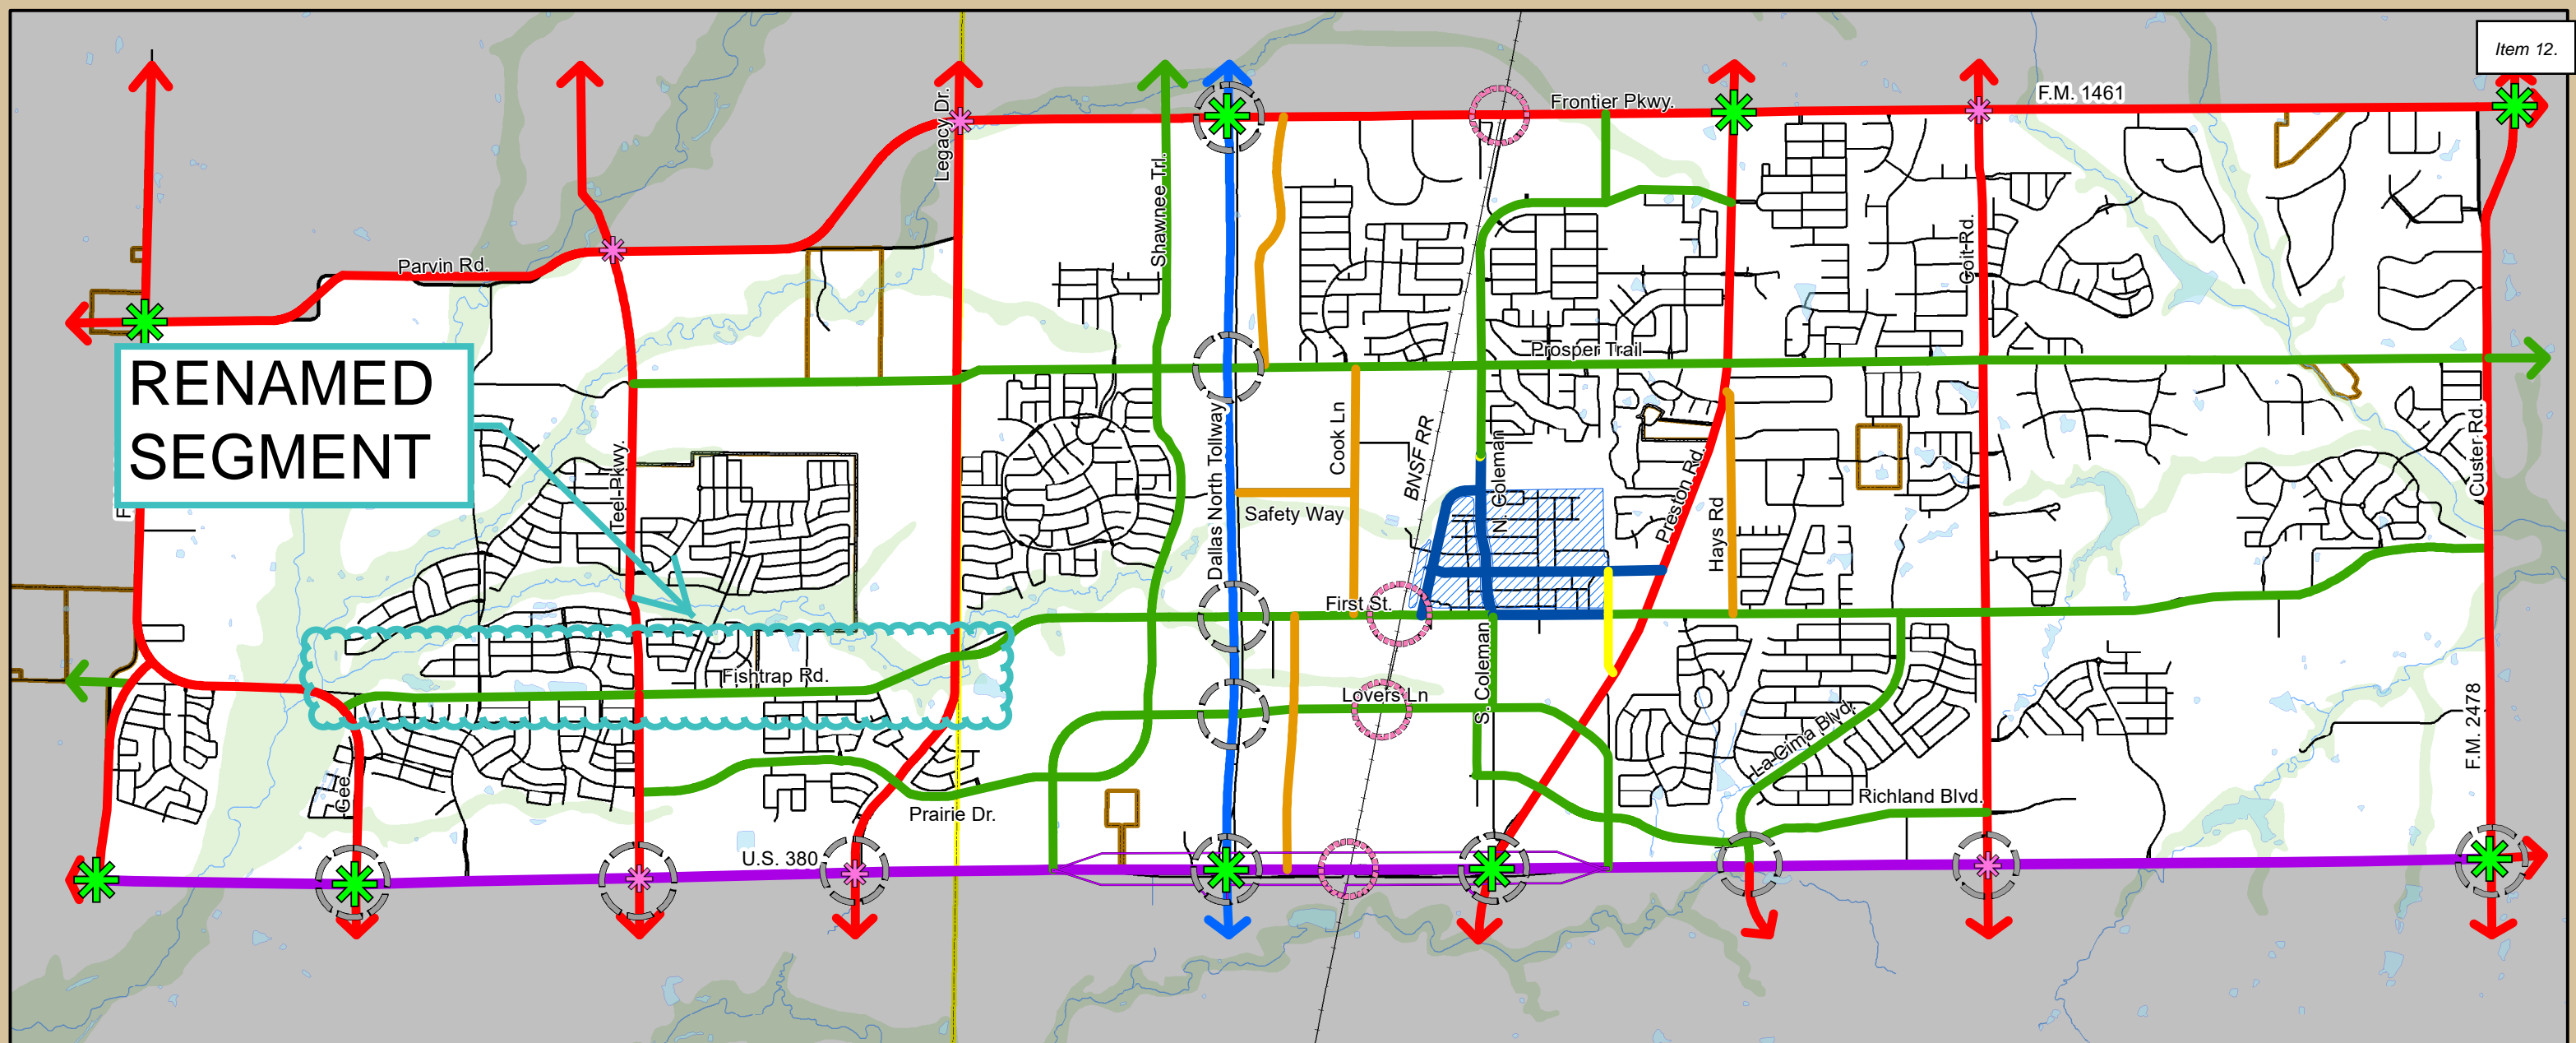 Item 12.
F.M. 1461
Frontier Pkwy.
Legacy Dr.
Shawnee Trl.
Parvin Rd.
Coit Rd.
Prosper Trail
RENAMED
SEGMENT
Teel Pkwy.
Dallas North Tollway
Cook Ln
BNSF RR
N. Coleman
Preston Rd.
Hays Rd
Custer Rd.
Safety Way
First St.
Fishtrap Rd.
Lovers Ln
S. Coleman
La Cima Blvd.
F.M. 2478
Gee
Prairie Dr.
Richland Blvd.
U.S. 380